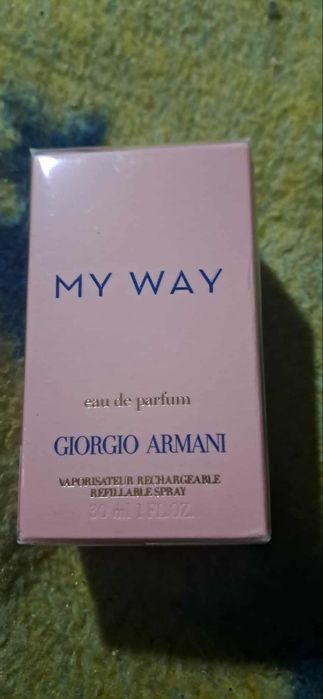 MY WAY
eau de parfum
GIORGIO ARMANI
VAPORISATEUR RECHARGEABLE
REFILLABLE SPRAY
30 ml 1 FL.OZ.